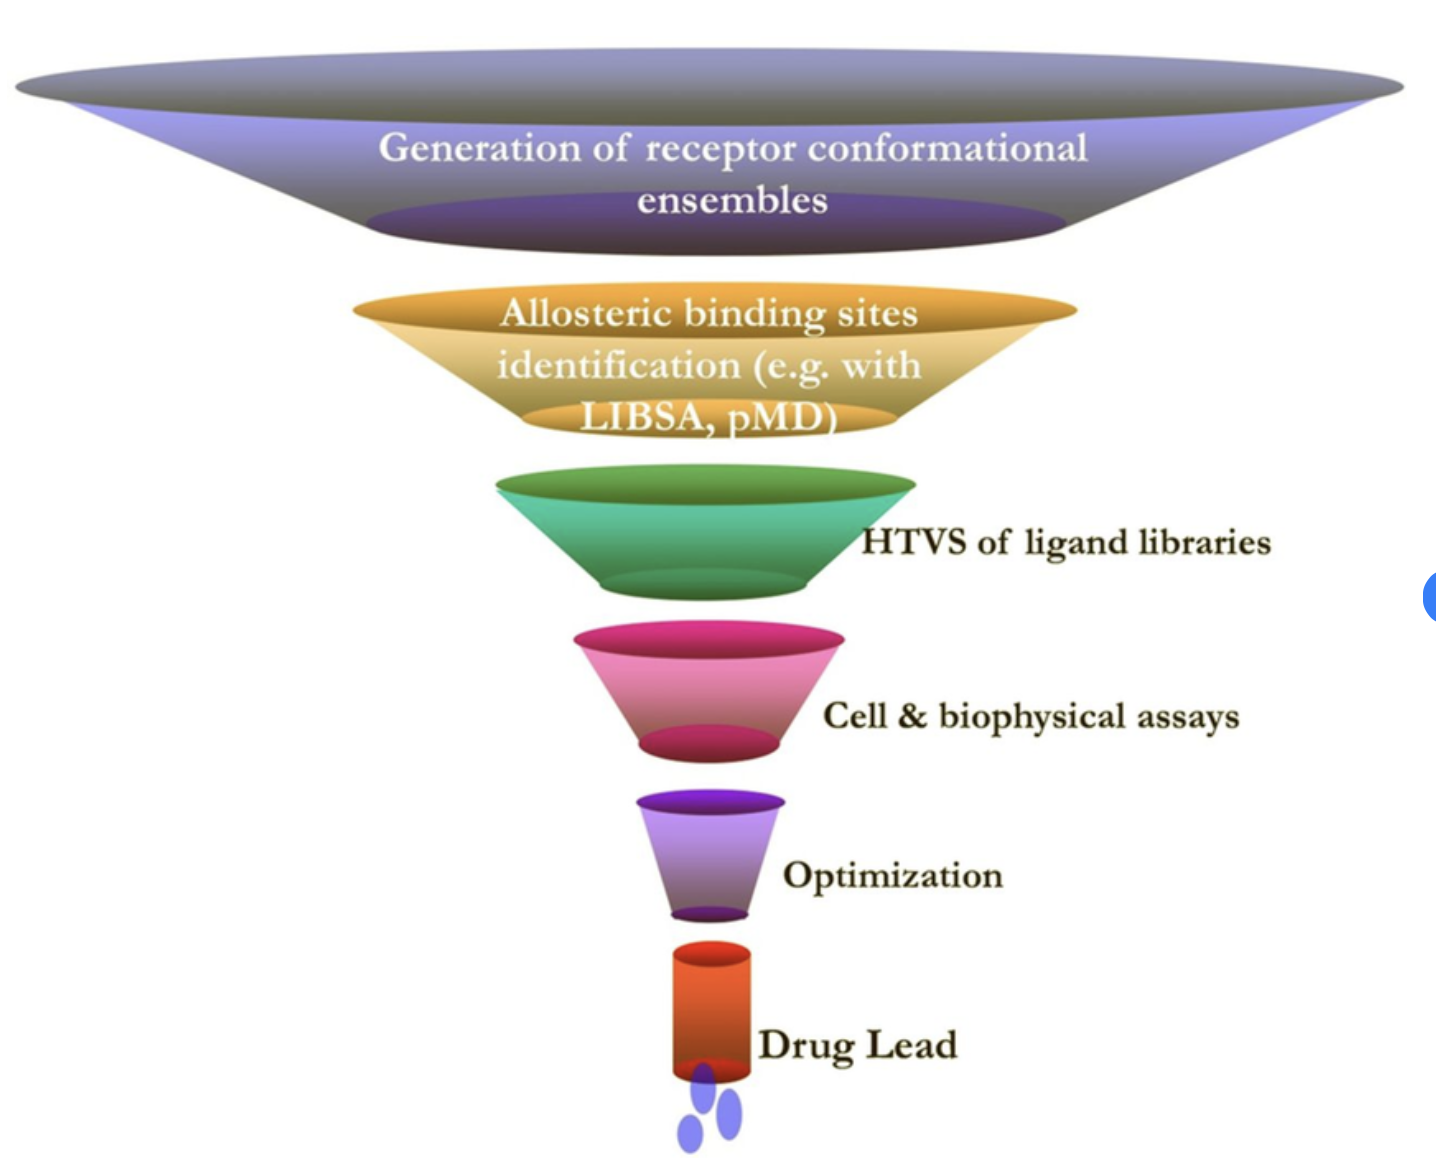 Generation of receptor conformational
ensembles
Allosteric binding sites
identification (e.g. with
LIBSA, pMD)
HTVS of ligand libraries
Cell & biophysical assays
Optimization
Drug Lead